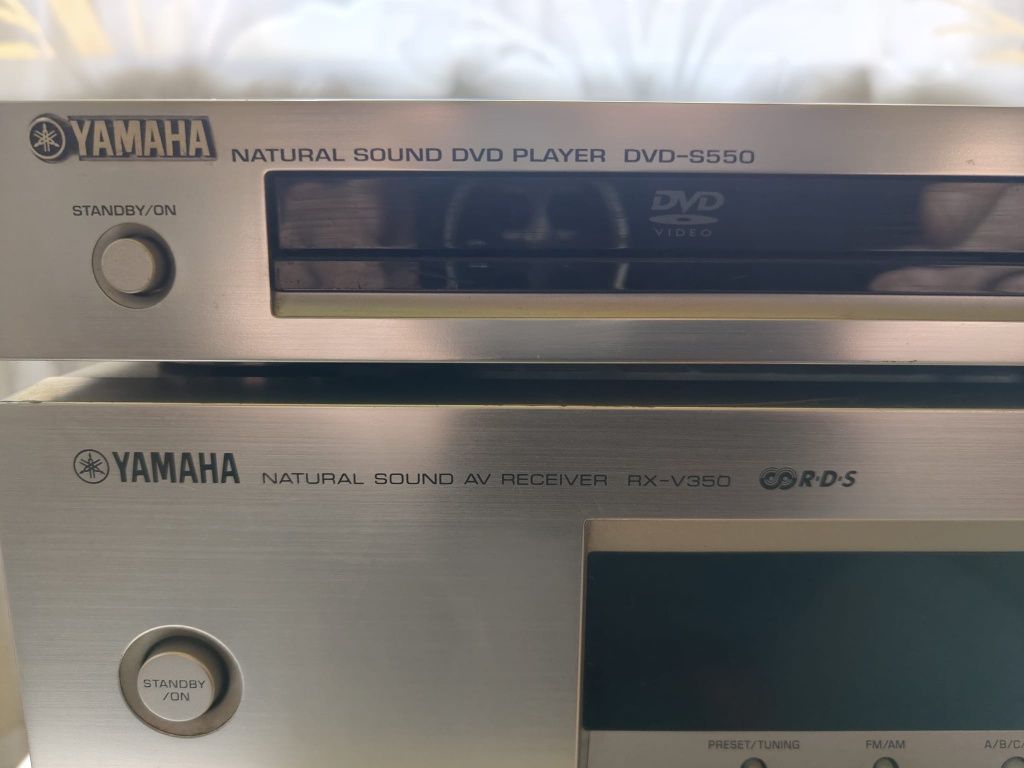 YAMAHA NATURAL SOUND DVD PLAYER DVD-S550
STANDBY/ON
DVD
VIDEO
YAMAHA NATURAL SOUND AV RECEIVER RX-V350 R·D·S
STANDBY
/ON
PRESET/TUNING FM/AM A/B/C/